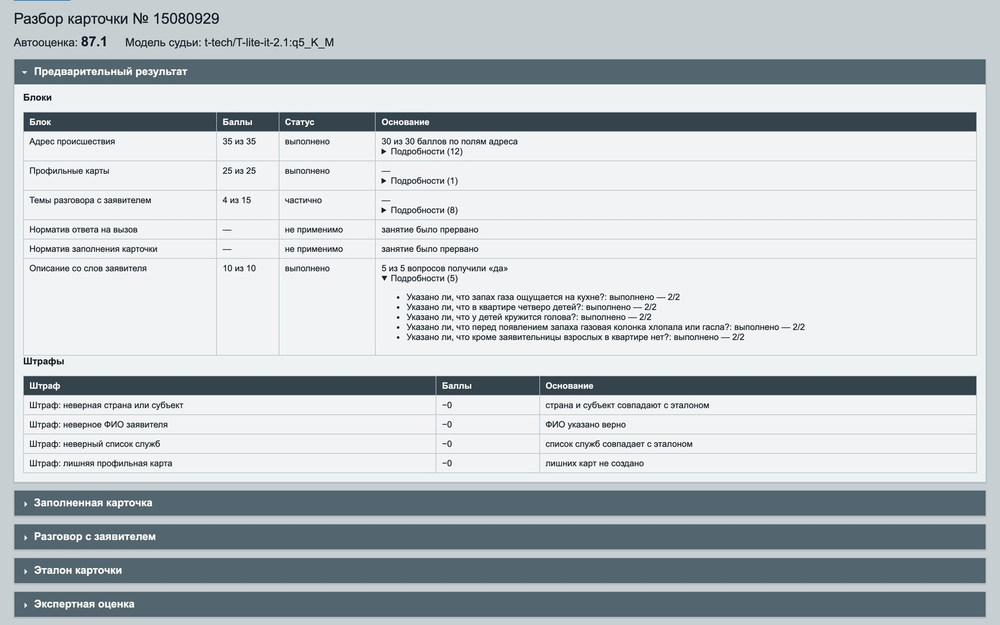 Разбор карточки № 15080929
Автооценка: 87.1 Модель судьи: t-tech/T-lite-it-2.1:q5_K_M
Предварительный результат
Блоки
Блок Баллы Статус Основание
Адрес происшествия 35 из 35 выполнено 30 из 30 баллов по полям адреса
▶ Подробности (12)
Профильные карты 25 из 25 выполнено —
▶ Подробности (1)
Темы разговора с заявителем 4 из 15 частично —
▶ Подробности (8)
Норматив ответа на вызов — не применимо занятие было прервано
Норматив заполнения карточки — не применимо занятие было прервано
Описание со слов заявителя 10 из 10 выполнено 5 из 5 вопросов получили «да»
▼ Подробности (5)
• Указано ли, что запах газа ощущается на кухне?: выполнено — 2/2
• Указано ли, что в квартире четверо детей?: выполнено — 2/2
• Указано ли, что у детей кружится голова?: выполнено — 2/2
• Указано ли, что перед появлением запаха газовая колонка хлопала или гасла?: выполнено — 2/2
• Указано ли, что кроме заявительницы взрослых в квартире нет?: выполнено — 2/2
Штрафы
Штраф Баллы Основание
Штраф: неверная страна или субъект −0 страна и субъект совпадают с эталоном
Штраф: неверное ФИО заявителя −0 ФИО указано верно
Штраф: неверный список служб −0 список служб совпадает с эталоном
Штраф: лишняя профильная карта −0 лишних карт не создано
Заполненная карточка
Разговор с заявителем
Эталон карточки
Экспертная оценка